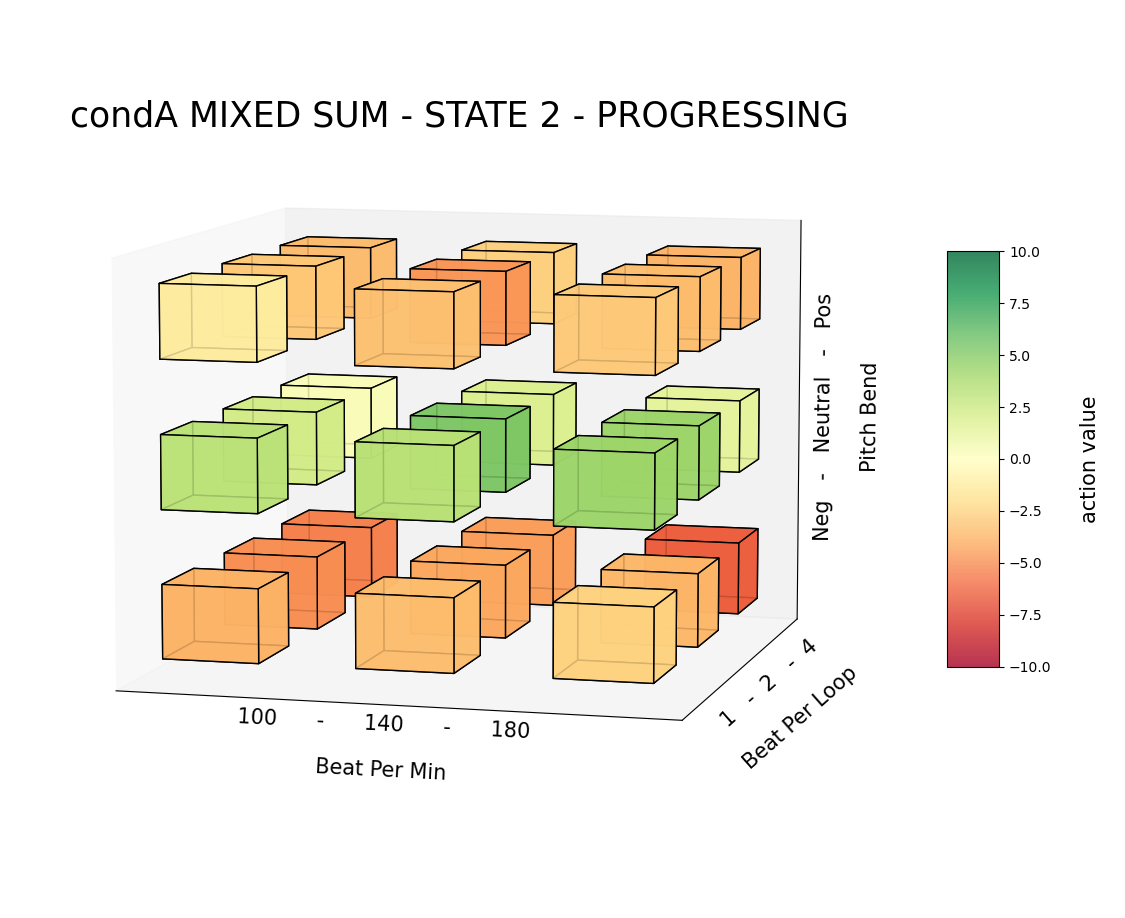 condA MIXED SUM - STATE 2 - PROGRESSING
Neg - Neutral - Pos
Pitch Bend
100 - 140 - 180
Beat Per Min
1 - 2 - 4
Beat Per Loop
10.0
7.5
5.0
2.5
0.0
−2.5
−5.0
−7.5
−10.0
action value